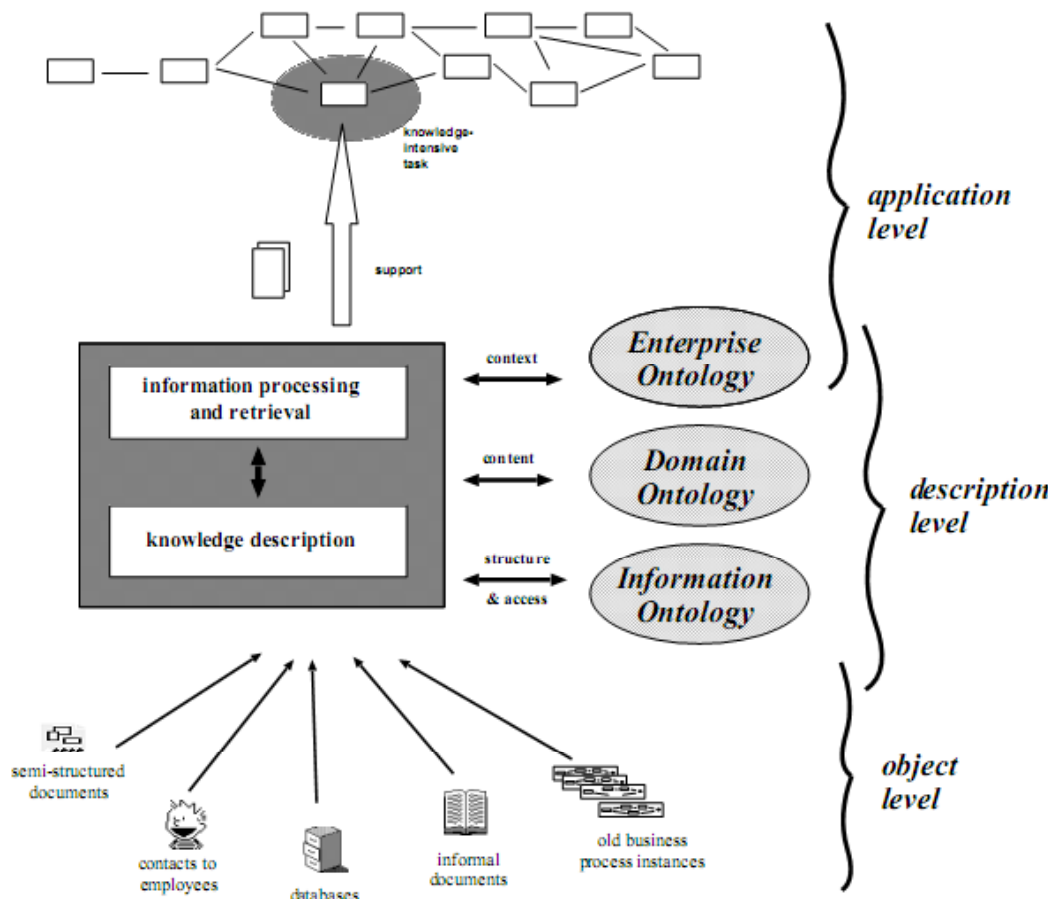 knowledge-
intensive
task
application
level
support
Enterprise
Ontology
context
information processing
and retrieval
Domain
Ontology
content
description
level
knowledge description
structure
& access
Information
Ontology
semi-structured
documents
contacts to
employees
databases
informal
documents
old business
process instances
object
level